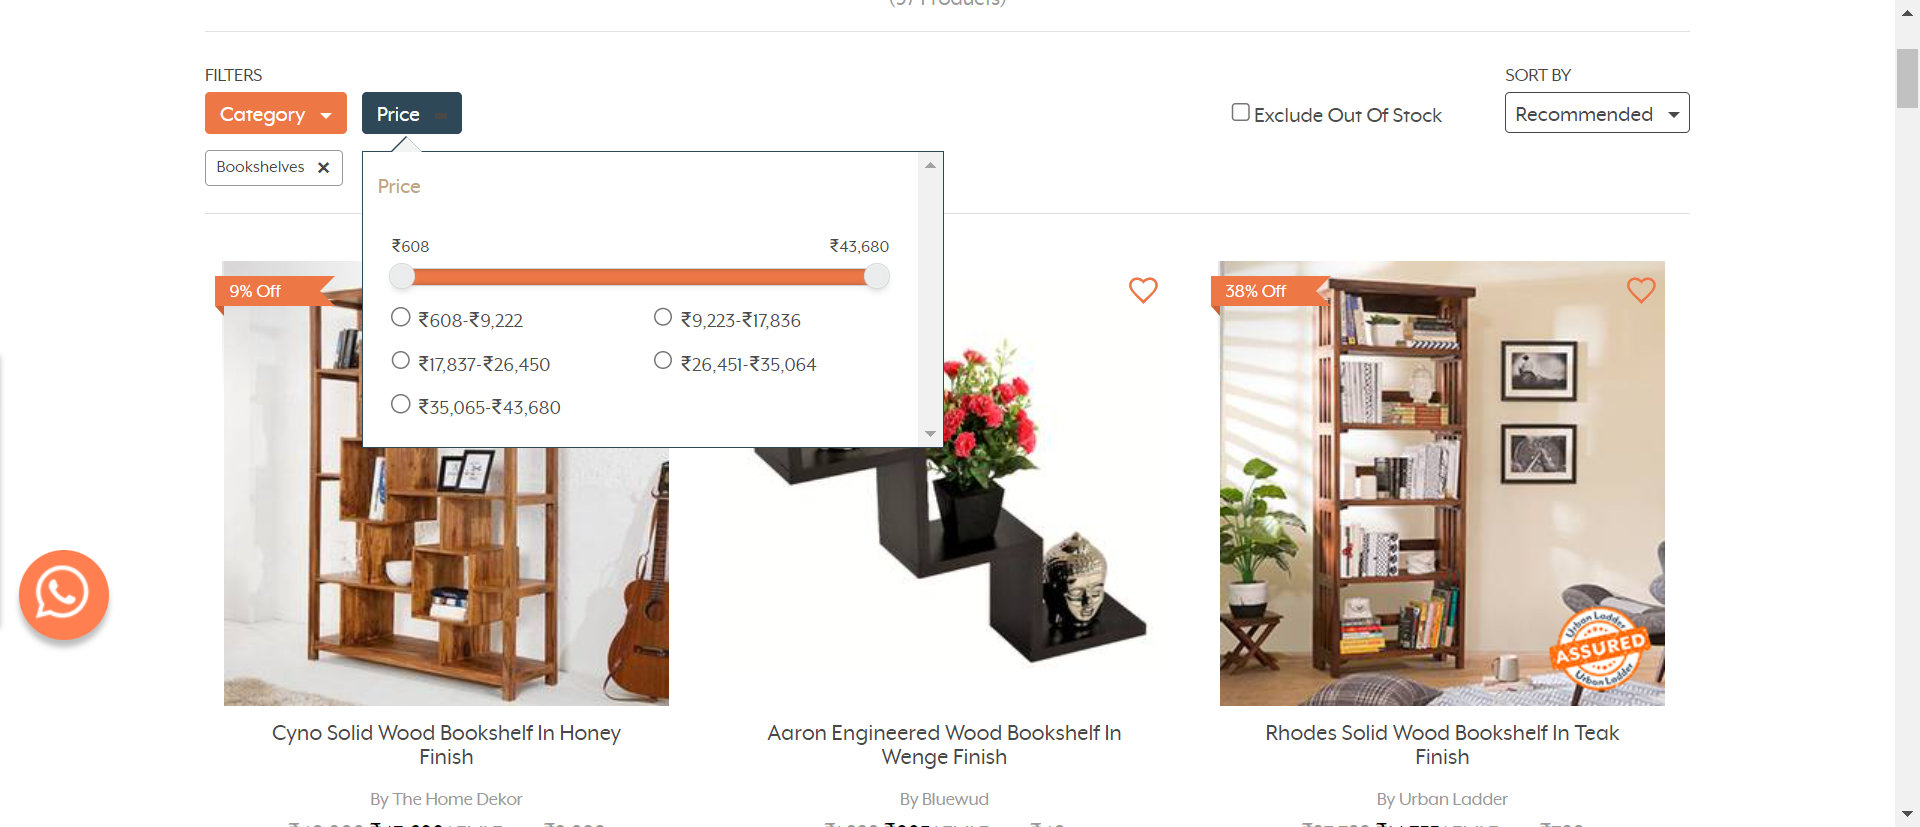 FILTERS
SORT BY
Category
Price
Exclude Out Of Stock
Recommended
Bookshelves ×
Price
₹608
₹43,680
₹608-₹9,222
₹9,223-₹17,836
₹17,837-₹26,450
₹26,451-₹35,064
₹35,065-₹43,680
9% Off
38% Off
Urban Ladder
ASSURED
Urban Ladder
Cyno Solid Wood Bookshelf In Honey
Finish
By The Home Dekor
Aaron Engineered Wood Bookshelf In
Wenge Finish
By Bluewud
Rhodes Solid Wood Bookshelf In Teak
Finish
By Urban Ladder